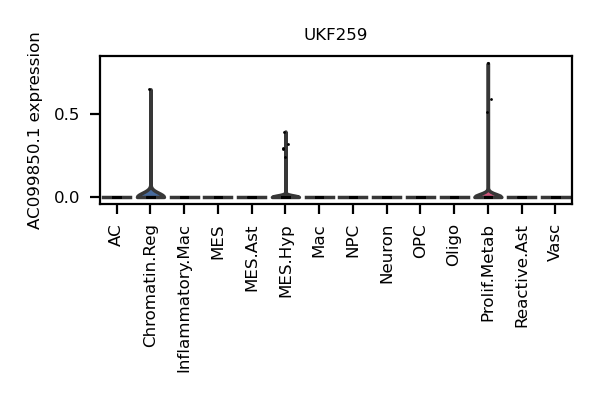 UKF259
AC099850.1 expression
0.5
0.0
AC
Chromatin.Reg
Inflammatory.Mac
MES
MES.Ast
MES.Hyp
Mac
NPC
Neuron
OPC
Oligo
Prolif.Metab
Reactive.Ast
Vasc